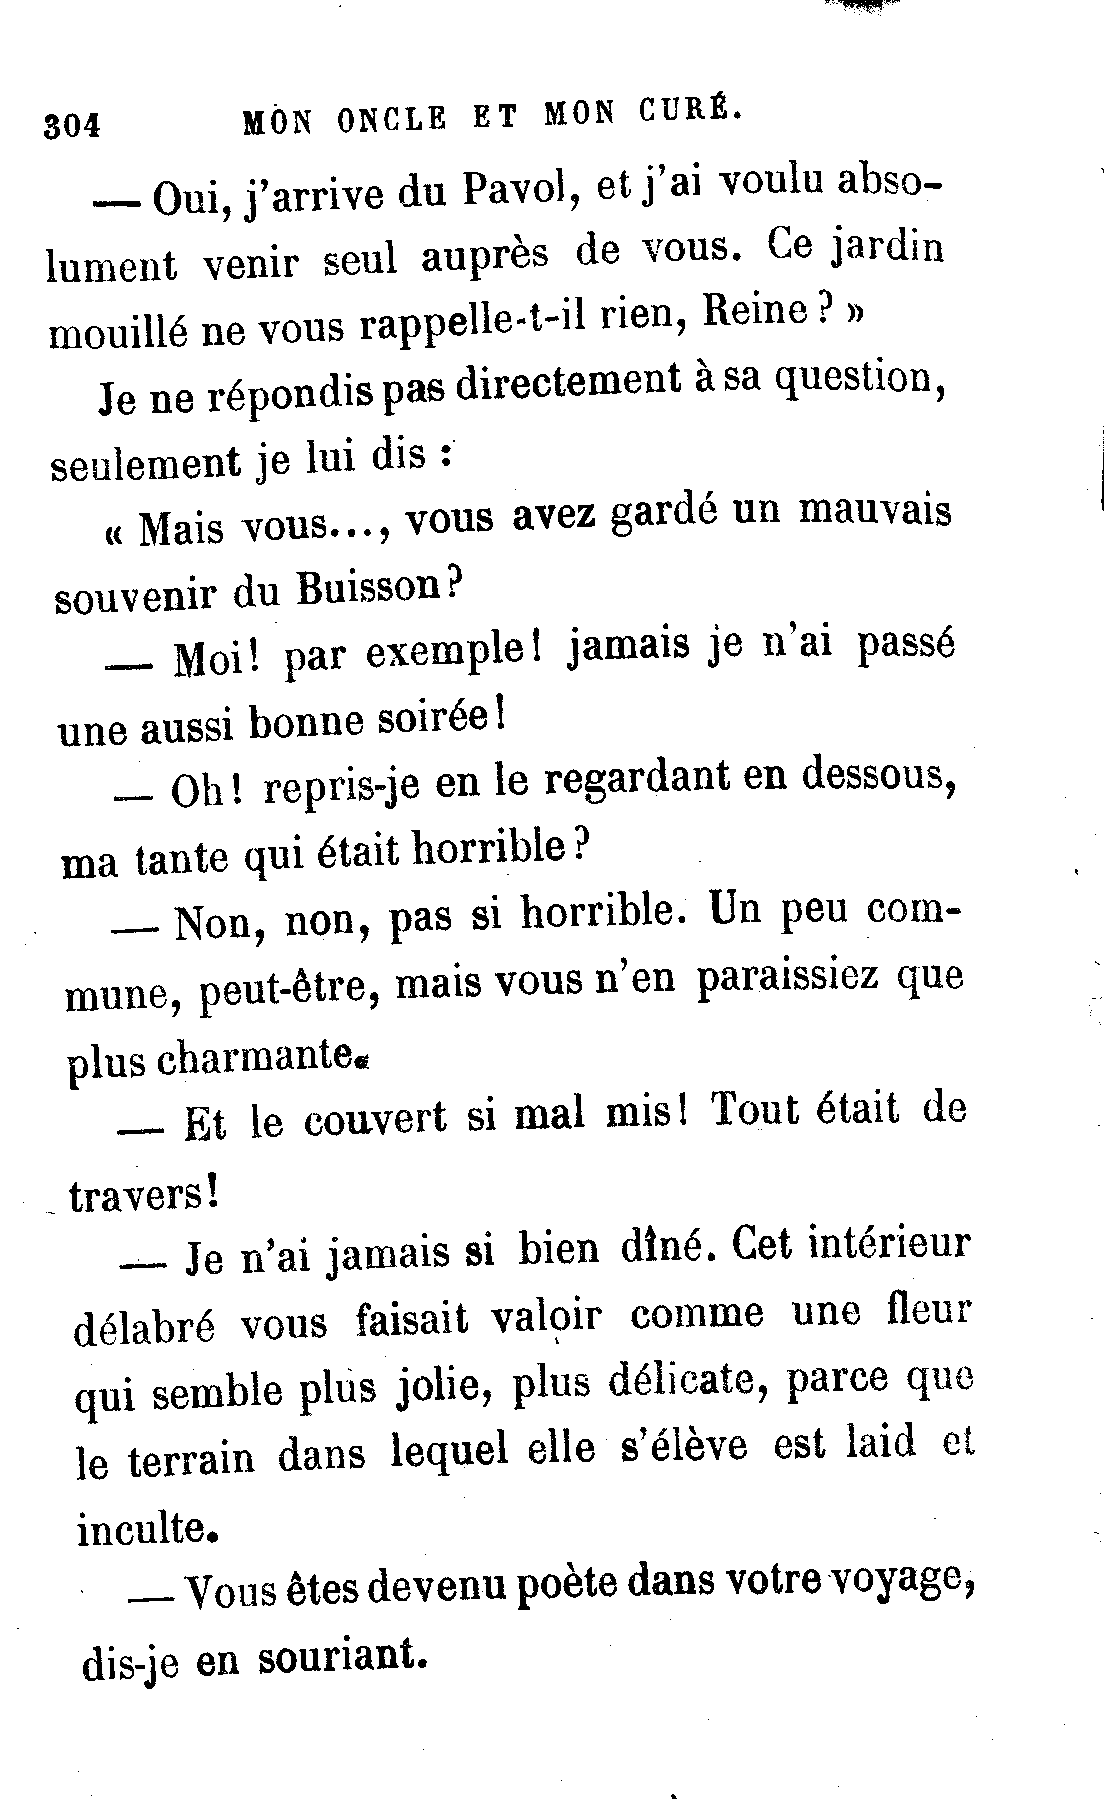 304 MON ONCLE ET MON CURÉ.
— Oui, j'arrive du Pavol, et j'ai voulu abso-
lument venir seul auprès de vous. Ce jardin
mouillé ne vous rappelle-t-il rien, Reine ? »
Je ne répondis pas directement à sa question,
seulement je lui dis :
« Mais vous..., vous avez gardé un mauvais
souvenir du Buisson?
— Moi! par exemple! jamais je n'ai passé
une aussi bonne soirée!
— Oh! repris-je en le regardant en dessous,
ma tante qui était horrible?
— Non, non, pas si horrible. Un peu com-
mune, peut-être, mais vous n'en paraissiez que
plus charmante.
— Et le couvert si mal mis! Tout était de
travers!
— Je n'ai jamais si bien dîné. Cet intérieur
délabré vous faisait valoir comme une fleur
qui semble plus jolie, plus délicate, parce que
le terrain dans lequel elle s'élève est laid et
inculte.
— Vous êtes devenu poète dans votre voyage,
dis-je en souriant.